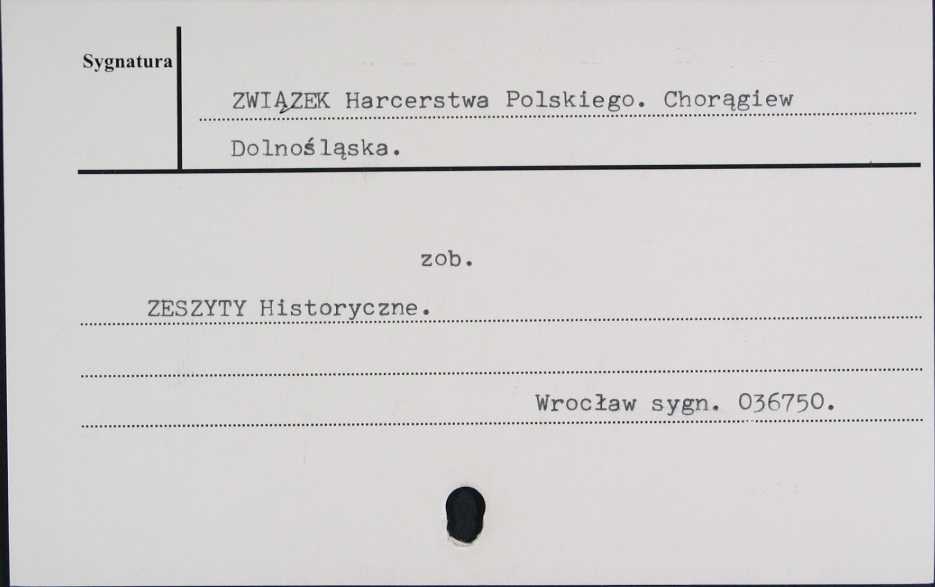 Sygnatura
ZWIĄZEK Harcerstwa Polskiego. Chorągiew
Dolnośląska.
zob.
ZESZYTY Historyczne.
Wrocław sygn. 036750.